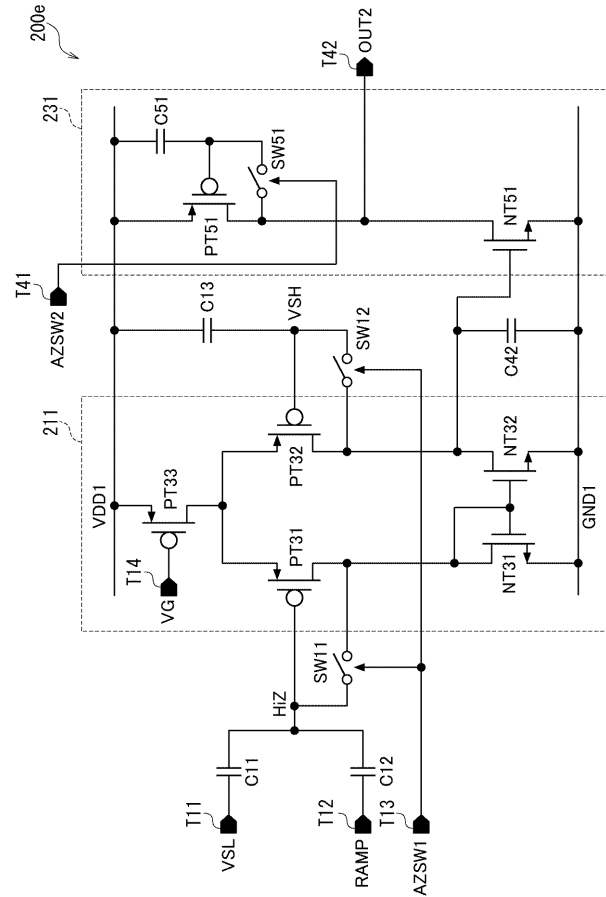 200e
231
T41
AZSW2
C51
SW51
PT51
T42
OUT2
NT51
C13
VSH
SW12
C42
211
VDD1
PT33
T14
VG
PT32
PT31
NT32
NT31
GND1
SW11
HiZ
C11
C12
T11
VSL
T12
RAMP
T13
AZSW1